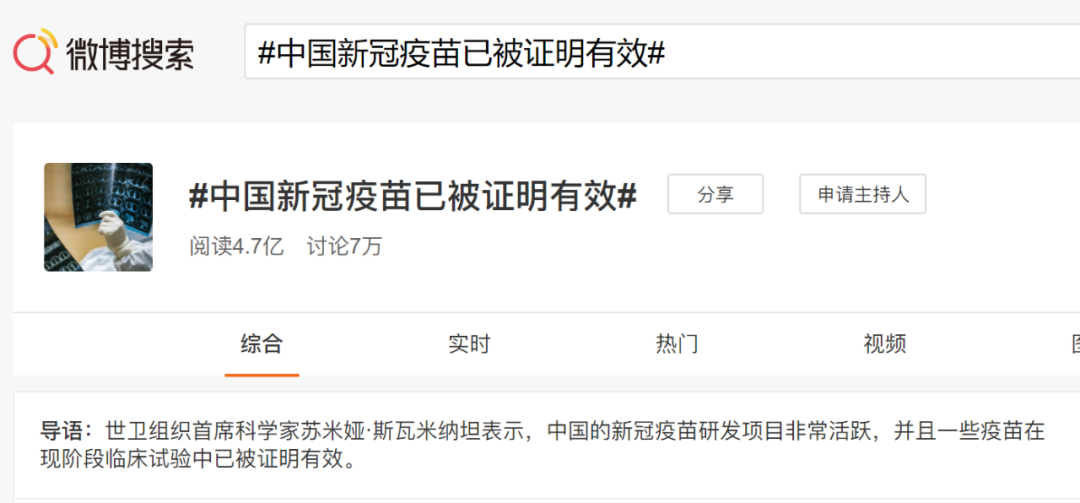 微博搜索
#中国新冠疫苗已被证明有效#
#中国新冠疫苗已被证明有效#
分享
申请主持人
阅读4.7亿 讨论7万
综合 实时 热门 视频
导语：世卫组织首席科学家苏米娅·斯瓦米纳坦表示，中国的新冠疫苗研发项目非常活跃，并且一些疫苗在
现阶段临床试验中已被证明有效。